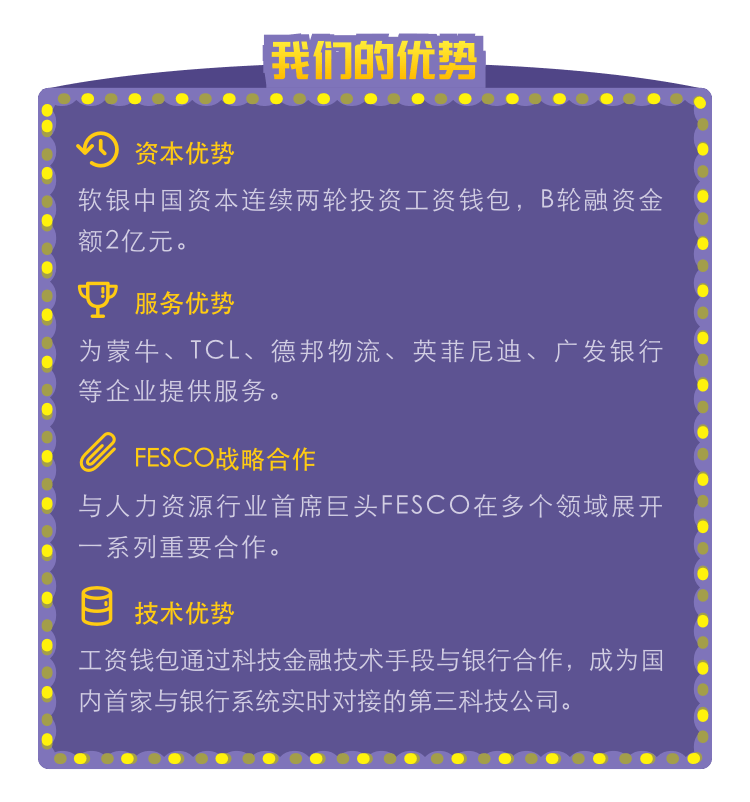 我们的优势
资本优势
软银中国资本连续两轮投资工资钱包，B轮融资金
额2亿元。
服务优势
为蒙牛、TCL、德邦物流、英菲尼迪、广发银行
等企业提供服务。
FESCO战略合作
与人力资源行业首席巨头FESCO在多个领域展开
一系列重要合作。
技术优势
工资钱包通过科技金融技术手段与银行合作，成为国
内首家与银行系统实时对接的第三科技公司。